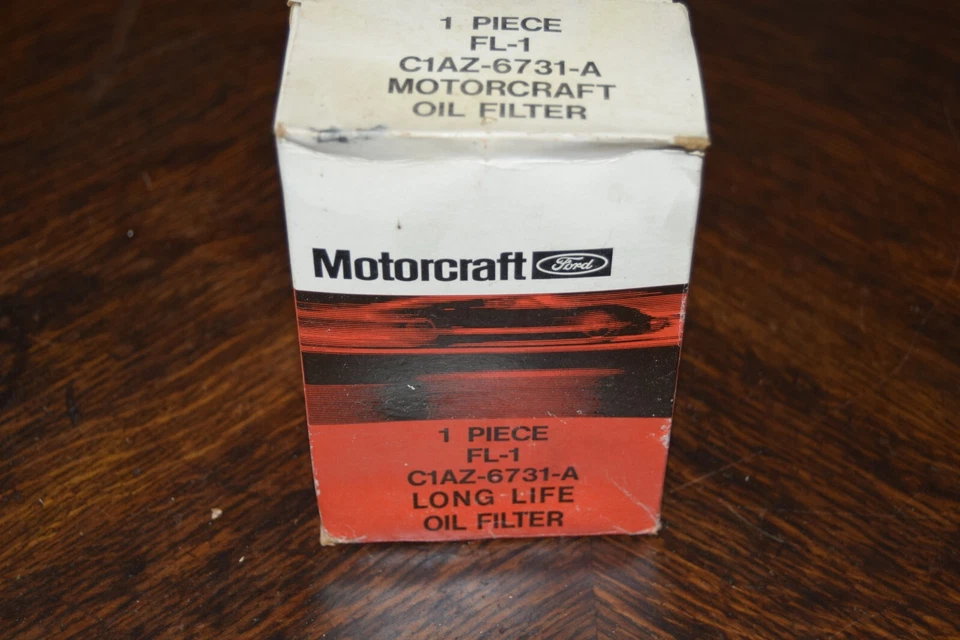 1 PIECE
FL-1
C1AZ-6731-A
MOTORCRAFT
OIL FILTER
Motorcraft Ford
1 PIECE
FL-1
C1AZ-6731-A
LONG LIFE
OIL FILTER